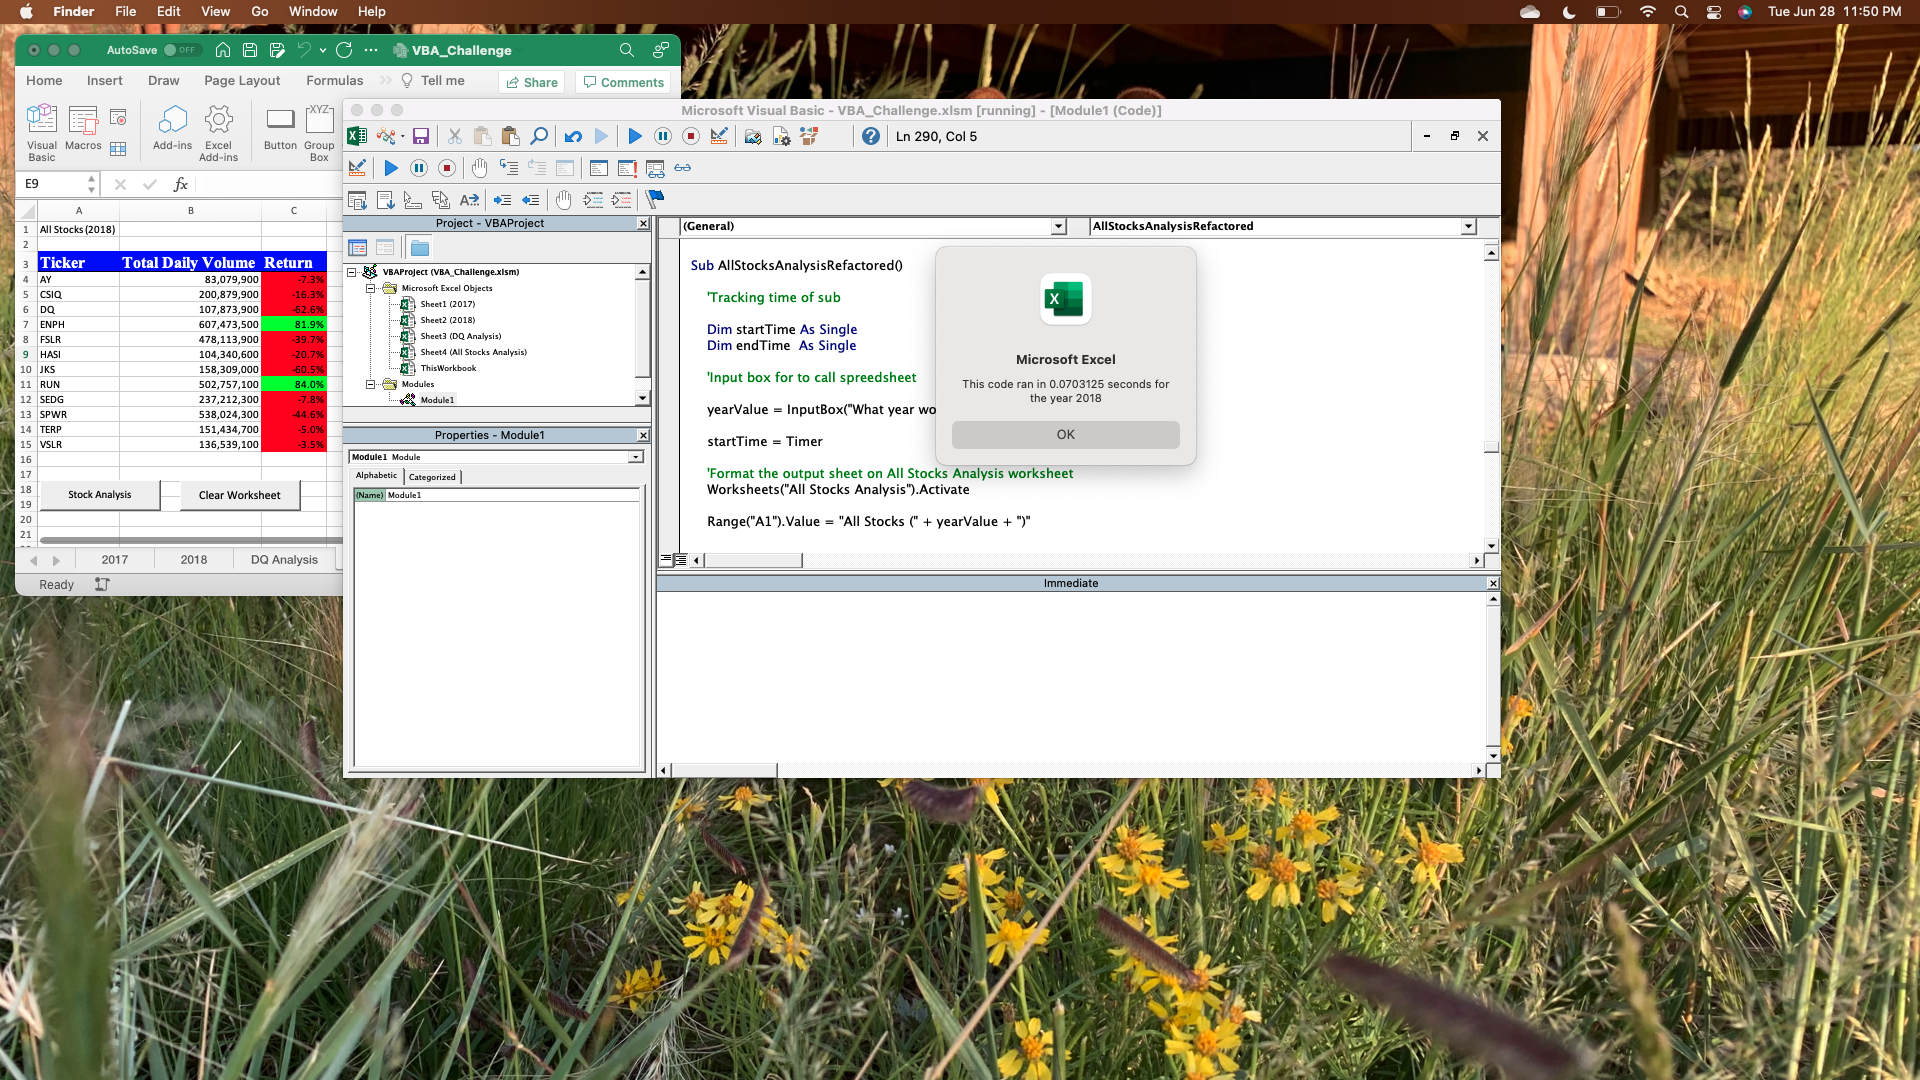 Finder File Edit View Go Window Help
Tue Jun 28 11:50 PM
AutoSave OFF
VBA_Challenge
Home Insert Draw Page Layout Formulas Tell me
Share Comments
Visual Basic
Macros
Add-ins
Excel Add-ins
Button
Group Box
XYZ
E9
fx
A B C
1 All Stocks (2018)
2
3 Ticker Total Daily Volume Return
4 AY 83,079,900 -7.3%
5 CSIQ 200,879,900 -16.3%
6 DQ 107,873,900 -62.6%
7 ENPH 607,473,500 81.9%
8 FSLR 478,113,900 -39.7%
9 HASI 104,340,600 -20.7%
10 JKS 158,309,000 -60.5%
11 RUN 502,757,100 84.0%
12 SEDG 237,212,300 -7.8%
13 SPWR 538,024,300 -44.6%
14 TERP 151,434,700 -5.0%
15 VSLR 136,539,100 -3.5%
16
17
18
19
20
21
Stock Analysis
Clear Worksheet
2017 2018 DQ Analysis
Ready
Microsoft Visual Basic - VBA_Challenge.xlsm [running] - [Module1 (Code)]
Ln 290, Col 5
Project - VBAProject
VBAProject (VBA_Challenge.xlsm)
Microsoft Excel Objects
Sheet1 (2017)
Sheet2 (2018)
Sheet3 (DQ Analysis)
Sheet4 (All Stocks Analysis)
ThisWorkbook
Modules
Module1
Properties - Module1
Module1 Module
Alphabetic Categorized
(Name) Module1
(General)
AllStocksAnalysisRefactored
Sub AllStocksAnalysisRefactored()
'Tracking time of sub
Dim startTime As Single
Dim endTime As Single
'Input box for to call spreedsheet
yearValue = InputBox("What year wo
startTime = Timer
'Format the output sheet on All Stocks Analysis worksheet
Worksheets("All Stocks Analysis").Activate
Range("A1").Value = "All Stocks (" + yearValue + ")"
Microsoft Excel
This code ran in 0.0703125 seconds for
the year 2018
OK
Immediate